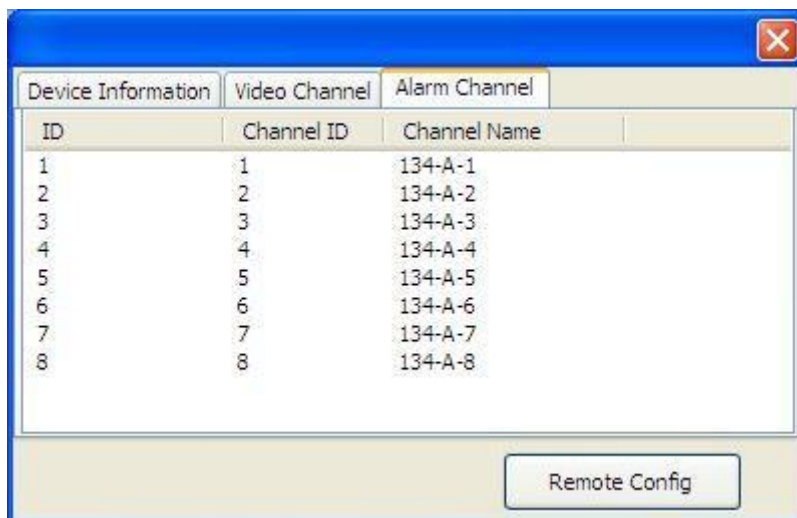 Device Information Video Channel Alarm Channel
ID Channel ID Channel Name
1 1 134-A-1
2 2 134-A-2
3 3 134-A-3
4 4 134-A-4
5 5 134-A-5
6 6 134-A-6
7 7 134-A-7
8 8 134-A-8
Remote Config